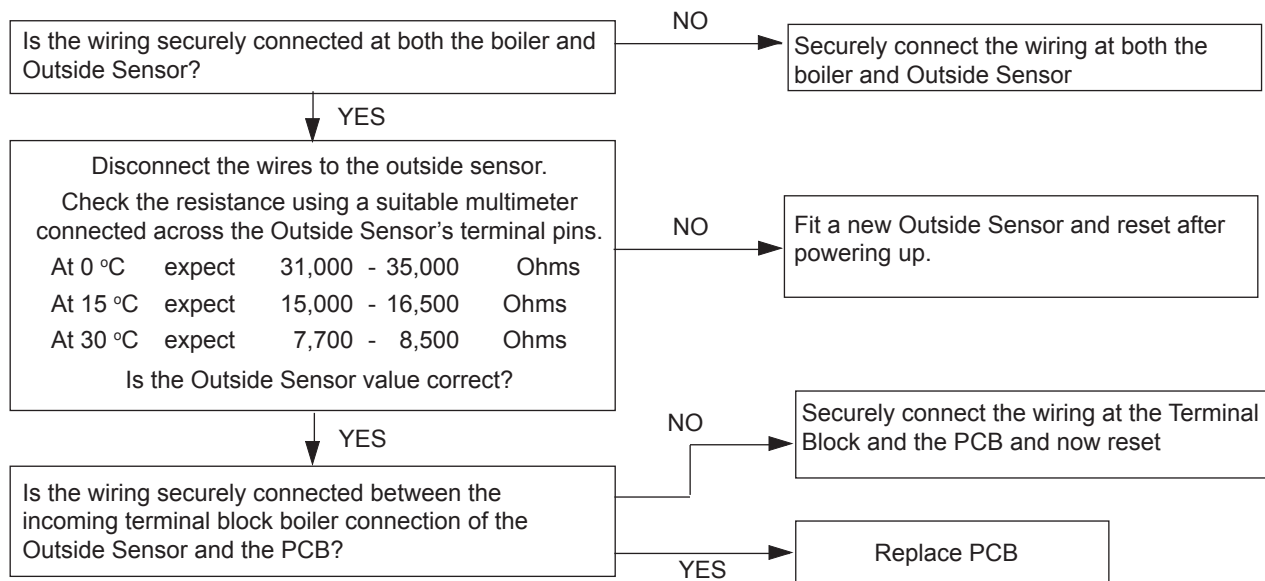 Is the wiring securely connected at both the boiler and
Outside Sensor?
NO
Securely connect the wiring at both the
boiler and Outside Sensor
YES
Disconnect the wires to the outside sensor.
Check the resistance using a suitable multimeter
connected across the Outside Sensor's terminal pins.
At 0 °C expect 31,000 - 35,000 Ohms
At 15 °C expect 15,000 - 16,500 Ohms
At 30 °C expect 7,700 - 8,500 Ohms
Is the Outside Sensor value correct?
NO
Fit a new Outside Sensor and reset after
powering up.
YES
Is the wiring securely connected between the
incoming terminal block boiler connection of the
Outside Sensor and the PCB?
NO
Securely connect the wiring at the Terminal
Block and the PCB and now reset
YES
Replace PCB